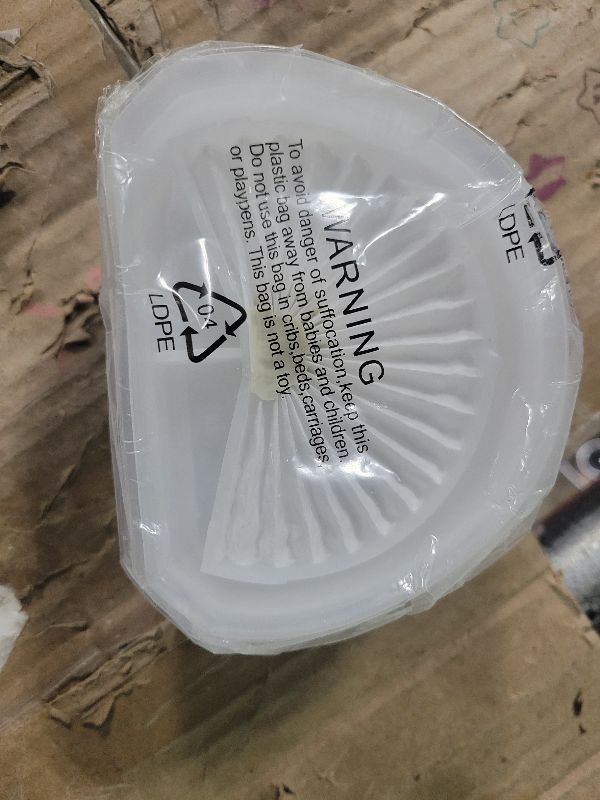 WARNING
To avoid danger of suffocation,keep this
plastic bag away from babies and children.
Do not use this bag in cribs,beds,carriages,
or playpens. This bag is not a toy.
04
LDPE
LDPE